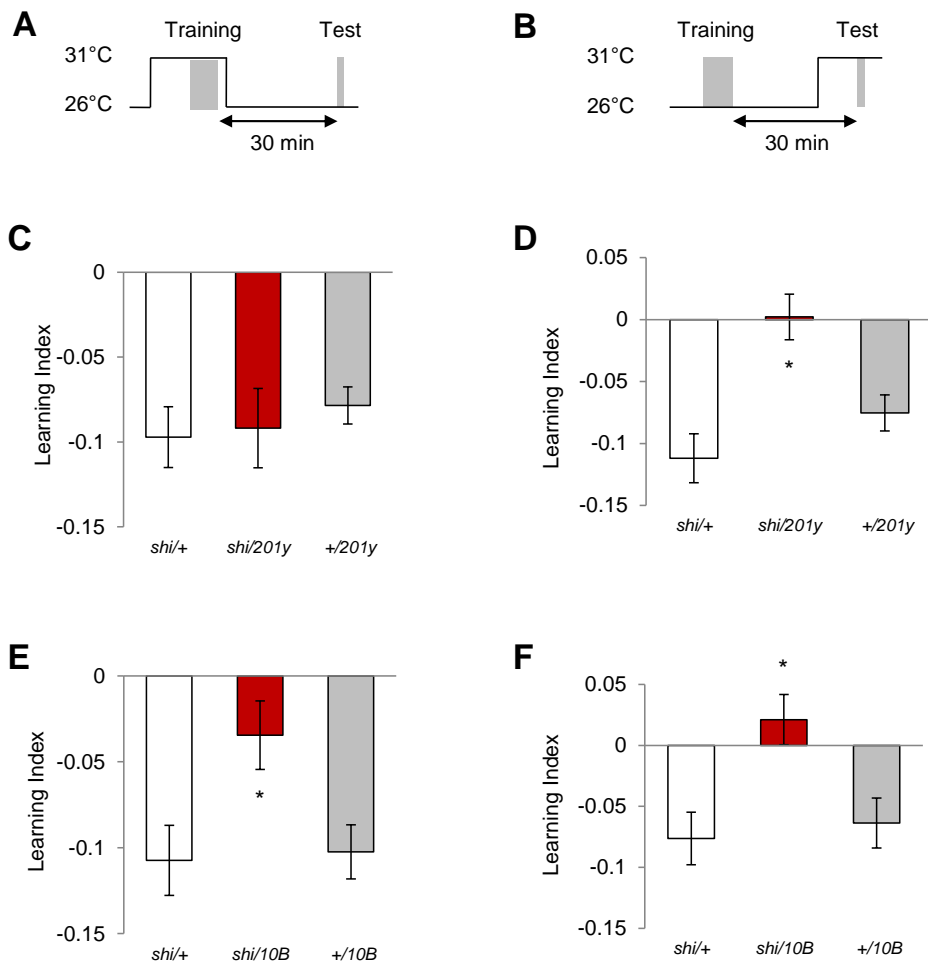 A
Training Test
31°C
26°C
30 min
B
Training Test
31°C
26°C
30 min
C
0
-0.05
-0.1
-0.15
Learning Index
shi/+ shi/201y +/201y
D
0.05
0
-0.05
-0.1
-0.15
Learning Index
*
shi/+ shi/201y +/201y
E
0
-0.05
-0.1
-0.15
Learning Index
*
shi/+ shi/10B +/10B
F
0.05
0
-0.05
-0.1
-0.15
Learning Index
*
shi/+ shi/10B +/10B